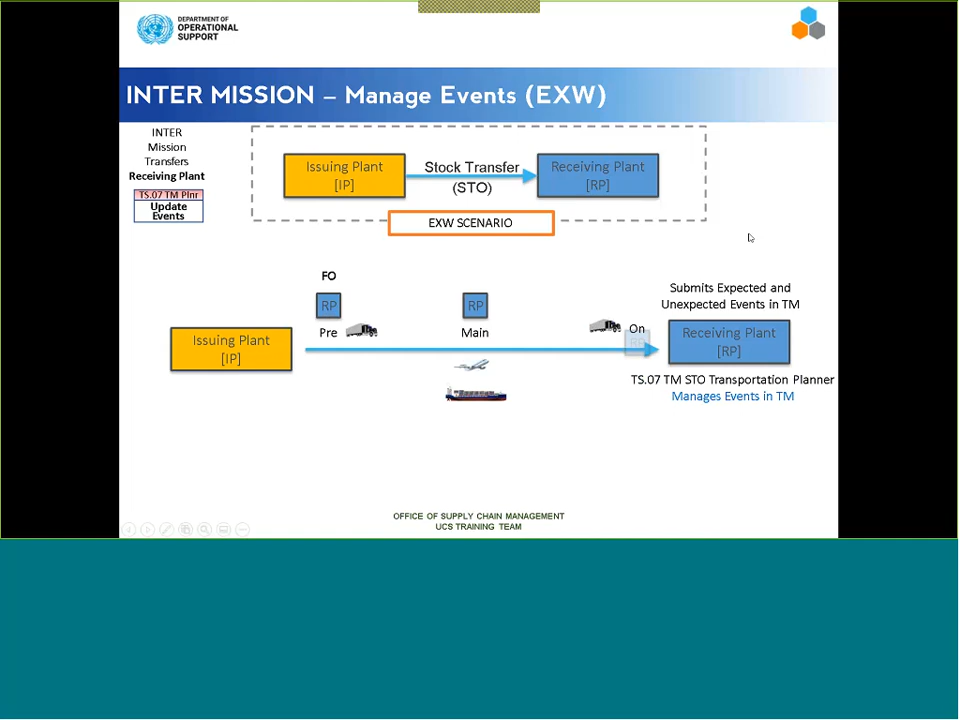 DEPARTMENT OF
OPERATIONAL
SUPPORT
INTER MISSION – Manage Events (EXW)
INTER
Mission
Transfers
Receiving Plant
TS.07 TM Plnr
Update
Events
Issuing Plant
[IP]
Stock Transfer
(STO)
Receiving Plant
[RP]
EXW SCENARIO
FO
RP
Pre
RP
Main
On
RP
Issuing Plant
[IP]
Submits Expected and
Unexpected Events in TM
Receiving Plant
[RP]
TS.07 TM STO Transportation Planner
Manages Events in TM
OFFICE OF SUPPLY CHAIN MANAGEMENT
UCS TRAINING TEAM